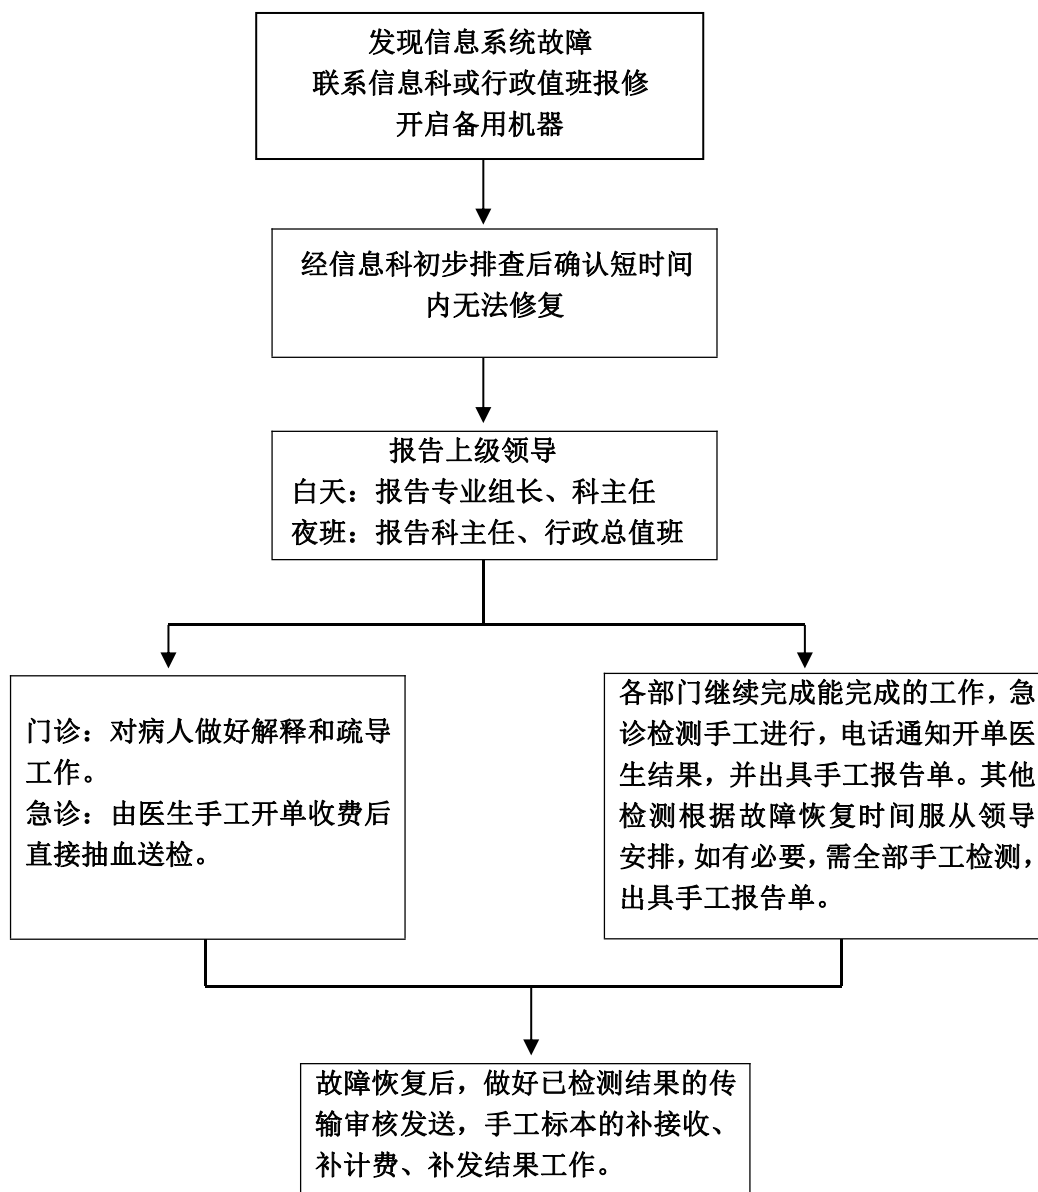 发现信息系统故障
联系信息科或行政值班报修
开启备用机器
经信息科初步排查后确认短时间
内无法修复
报告上级领导
白天：报告专业组长、科主任
夜班：报告科主任、行政总值班
门诊：对病人做好解释和疏导
工作。
急诊：由医生手工开单收费后
直接抽血送检。
各部门继续完成能完成的工作，急
诊检测手工进行，电话通知开单医
生结果，并出具手工报告单。其他
检测根据故障恢复时间服从领导
安排，如有必要，需全部手工检测，
出具手工报告单。
故障恢复后，做好已检测结果的传
输审核发送，手工标本的补接收、
补计费、补发结果工作。